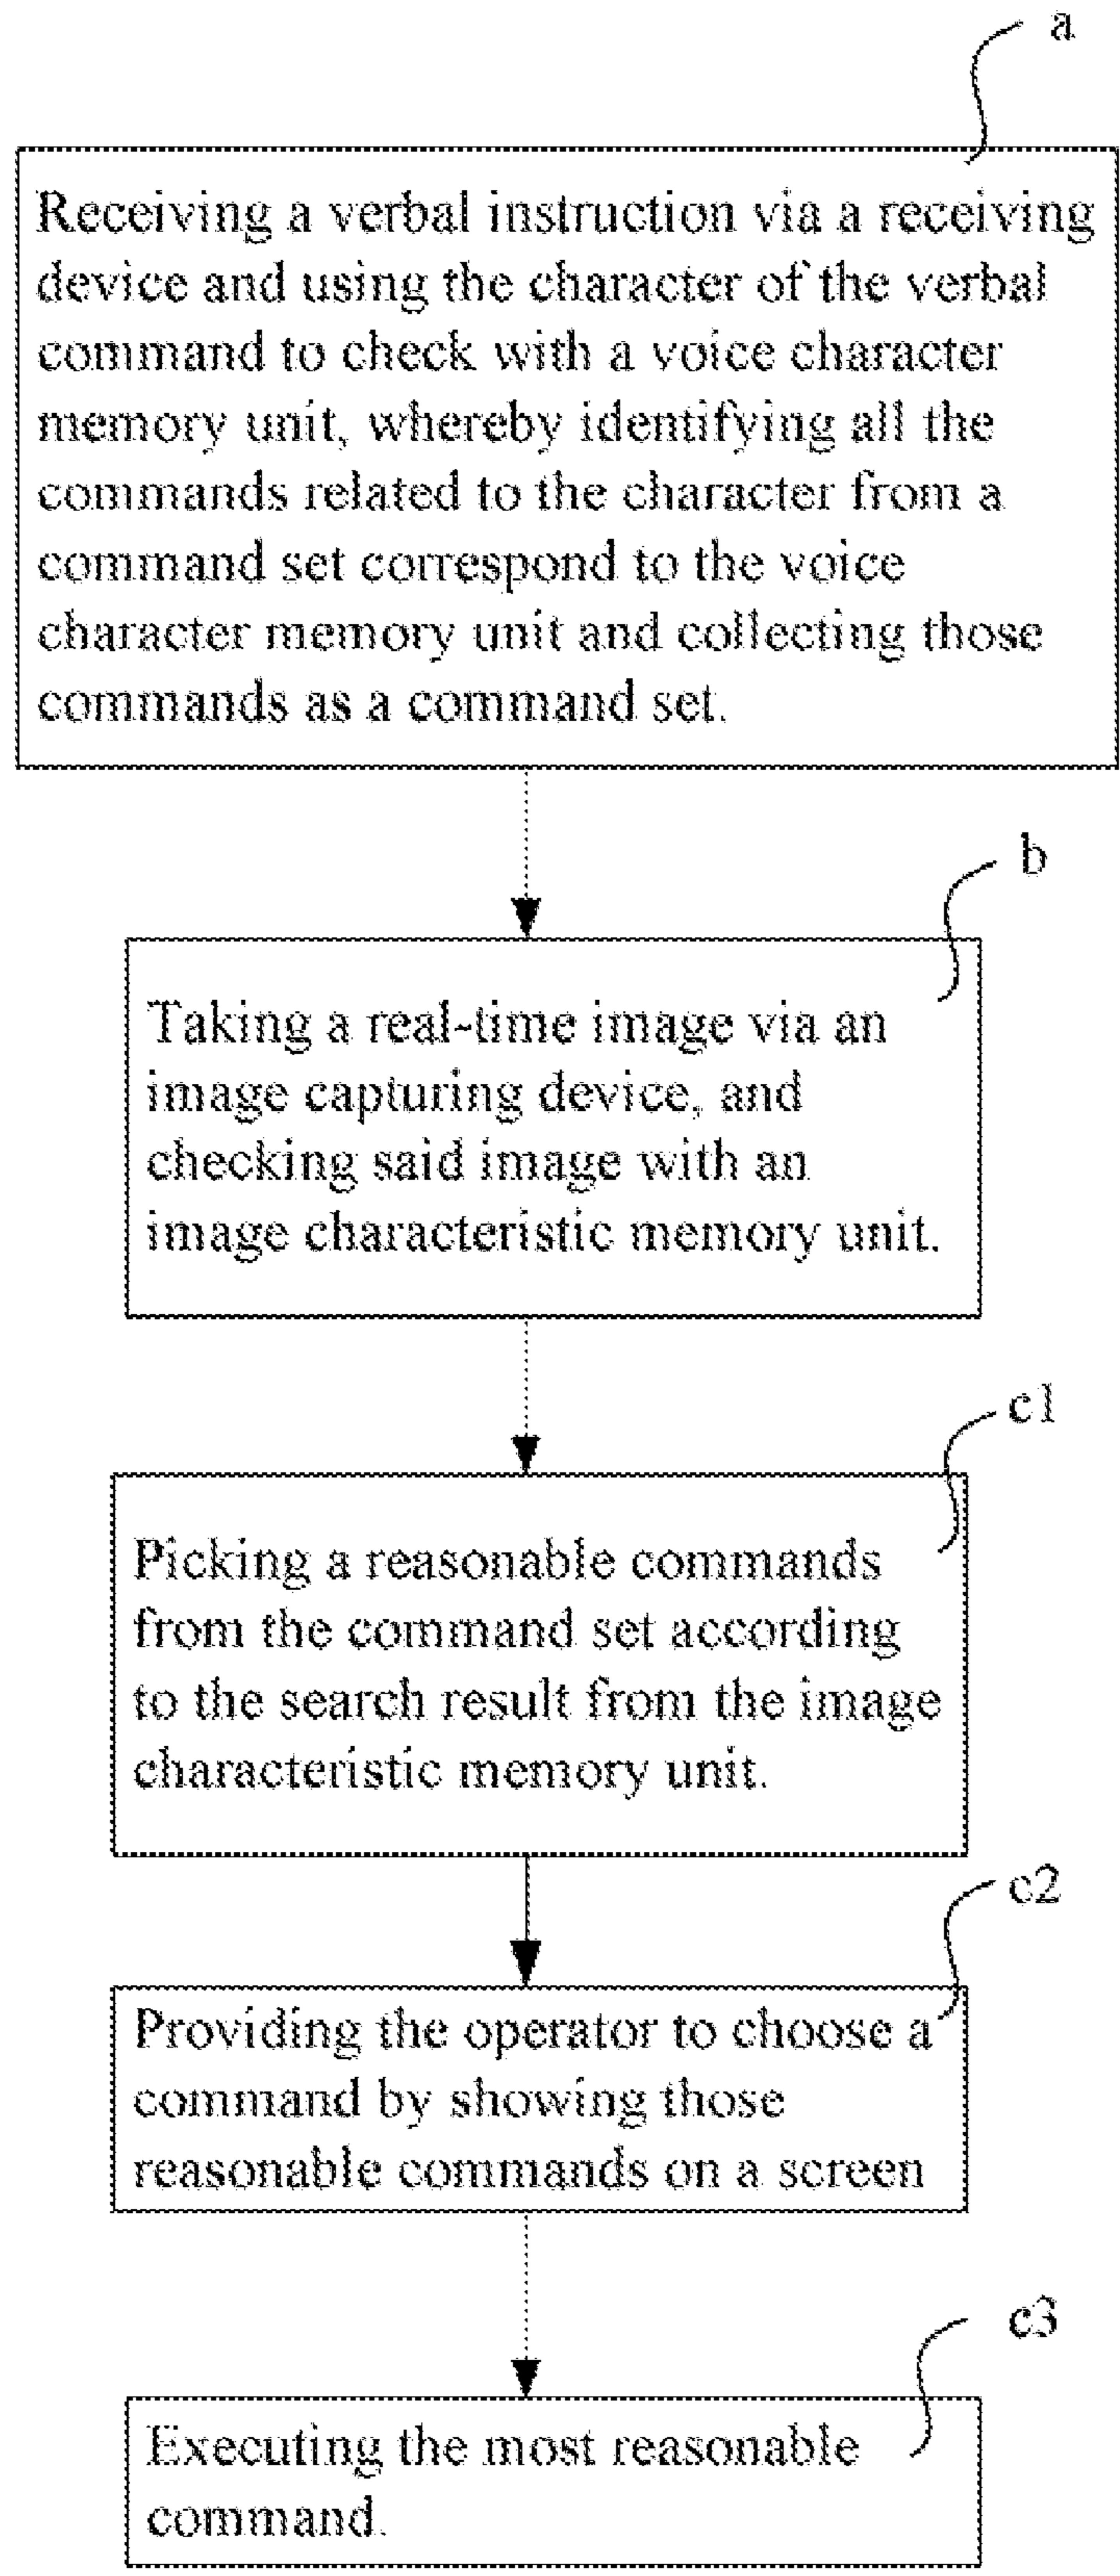 a
Receiving a verbal instruction via a receiving
device and using the character of the verbal
command to check with a voice character
memory unit, whereby identifying all the
commands related to the character from a
command set correspond to the voice
character memory unit and collecting those
commands as a command set.
b
Taking a real-time image via an
image capturing device, and
checking said image with an
image characteristic memory unit.
c1
Picking a reasonable commands
from the command set according
to the search result from the image
characteristic memory unit.
c2
Providing the operator to choose a
command by showing those
reasonable commands on a screen
c3
Executing the most reasonable
command.